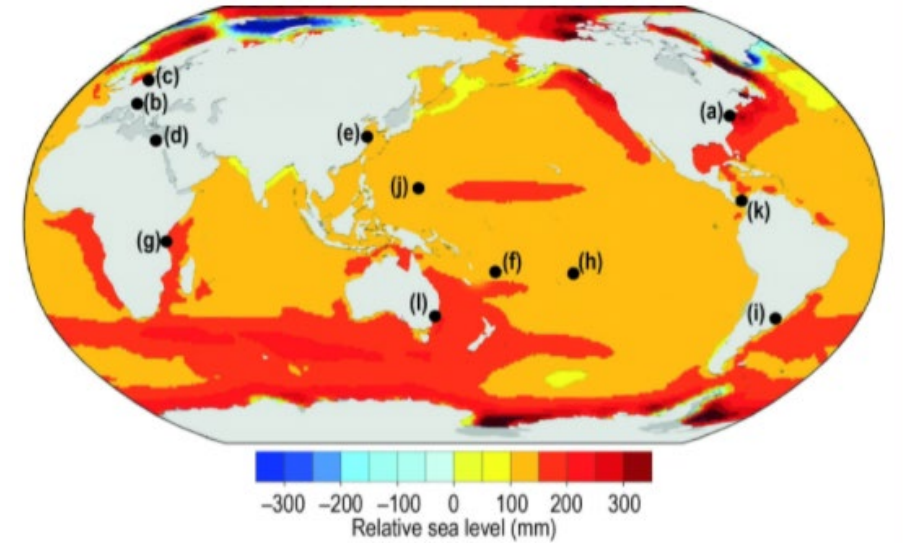 (c)
(b)
(a)
(d)
(e)
(j)
(k)
(g)
(f)
(h)
(l)
(i)
–300 –200 –100 0 100 200 300
Relative sea level (mm)